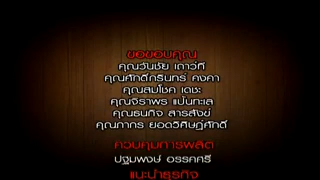 ขอขอบคุณ
คุณวันชัย เถาว์ที
คุณศักดิ์กรินทร์ คงคา
คุณสมโชค เดชะ
คุณจิราพร แป้นทะเล
คุณธนกิจ สารสังข์
คุณภากร ยอดวิศิษฎ์ศักดิ์
ควบคุมการผลิต
ปฐมพงษ์ อรรคศรี
แนะนำธุรกิจ